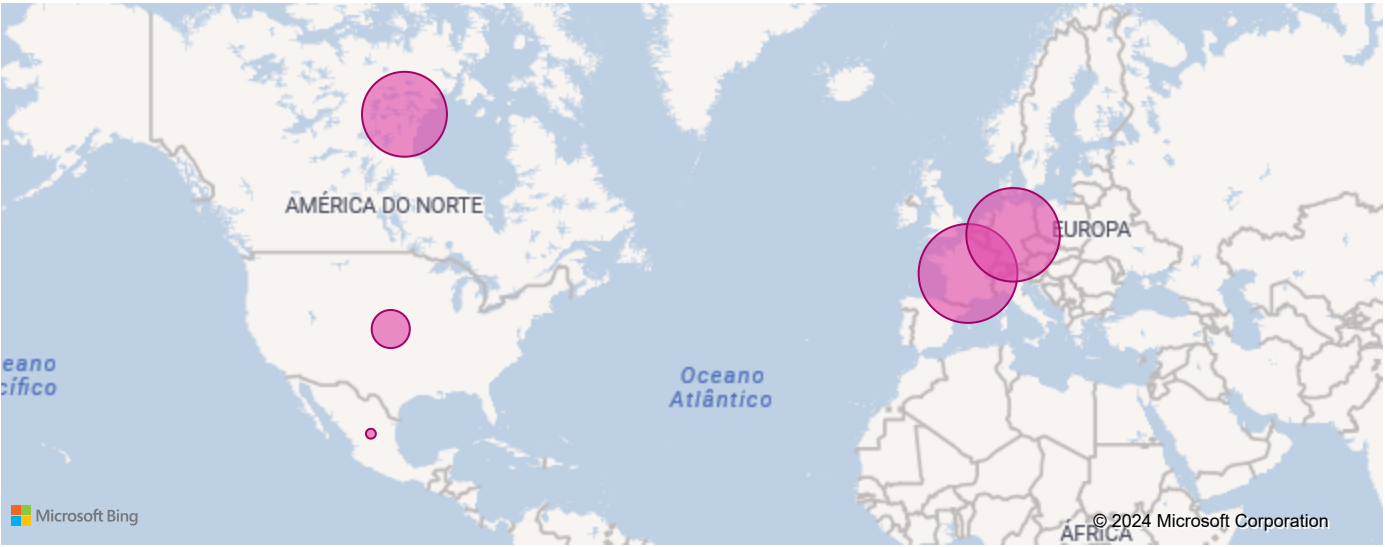 AMÉRICA DO NORTE
EUROPA
eano
cífico
Oceano
Atlântico
Microsoft Bing
© 2024 Microsoft Corporation
ÁFRICA